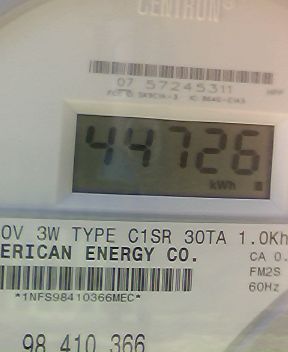 CENTRON®
07 57245311
44726
kWh
0V 3W TYPE C1SR 30TA 1.0Kh
ERICAN ENERGY CO.
CA 0.
FM2S
60Hz
*1NFS98410366MEC*
98 410 366